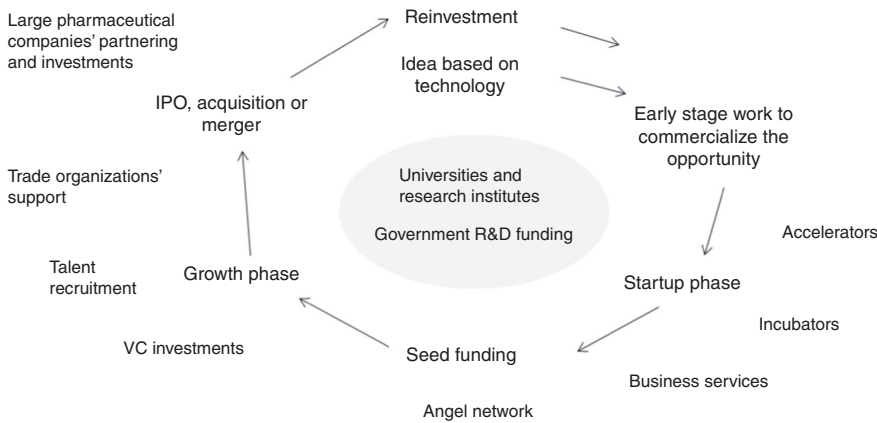 Large pharmaceutical
companies’ partnering
and investments
Reinvestment
Idea based on
technology
IPO, acquisition or
merger
Early stage work to
commercialize the
opportunity
Universities and
research institutes
Government R&D funding
Trade organizations’
support
Accelerators
Talent
recruitment
Growth phase
Startup phase
Incubators
VC investments
Seed funding
Business services
Angel network